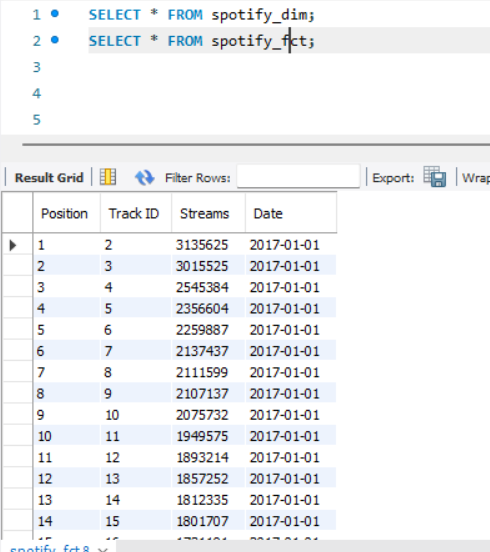 1 SELECT * FROM spotify_dim;
2 SELECT * FROM spotify_fct;
3
4
5
Result Grid Filter Rows: Export: Wrap
Position Track ID Streams Date
1 2 3135625 2017-01-01
2 3 3015525 2017-01-01
3 4 2545384 2017-01-01
4 5 2356604 2017-01-01
5 6 2259887 2017-01-01
6 7 2137437 2017-01-01
7 8 2111599 2017-01-01
8 9 2107137 2017-01-01
9 10 2075732 2017-01-01
10 11 1949575 2017-01-01
11 12 1893214 2017-01-01
12 13 1857252 2017-01-01
13 14 1812335 2017-01-01
14 15 1801707 2017-01-01
spotify_fct 8